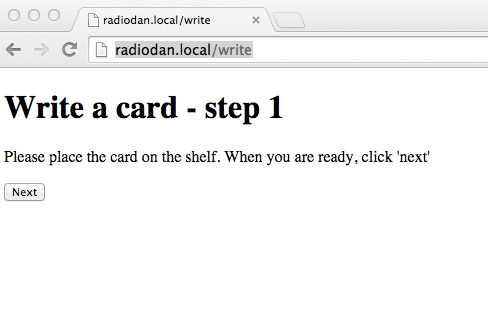 radiodan.local/write
radiodan.local/write
Write a card - step 1
Please place the card on the shelf. When you are ready, click 'next'
Next